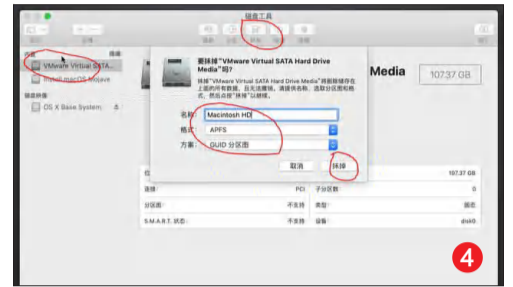 磁盘工具
VMware Virtual SATA...
Install macOS Mojave
OS X Base System
要抹掉“VMware Virtual SATA Hard Drive
Media”吗?
抹掉“VMware Virtual SATA Hard Drive Media”将删除储存在
上面的所有数据，且无法撤销。请提供名称，选取分区图和格
式，然后点按“抹掉”以继续。
名称: Macintosh HD
格式: APFS
方案: GUID 分区图
取消 抹掉
Media
107.37 GB
107.37 GB
连接: PCI
子分区数: 0
分区图: 不支持
类型: 固态
S.M.A.R.T. 状态: 不支持
设备: disk0
4